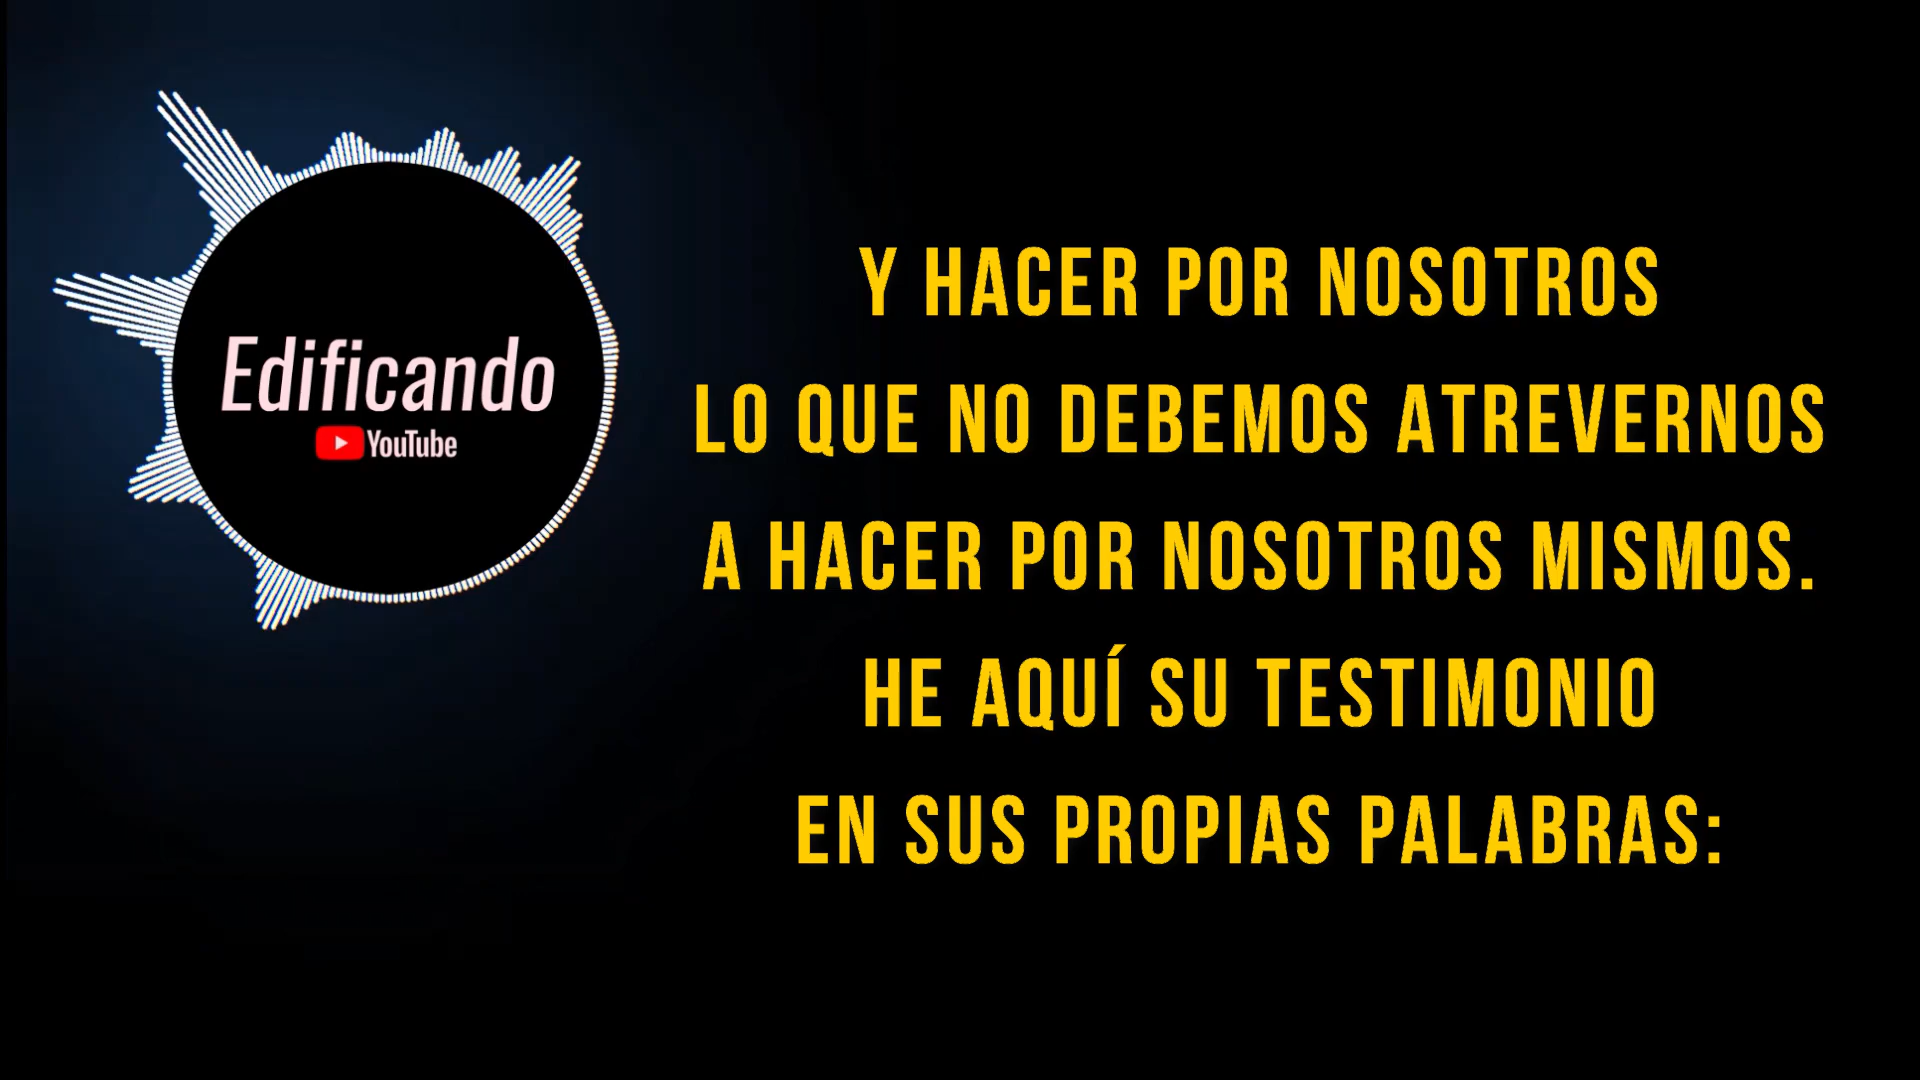 Edificando
YouTube
Y HACER POR NOSOTROS
LO QUE NO DEBEMOS ATREVERNOS
A HACER POR NOSOTROS MISMOS.
HE AQUÍ SU TESTIMONIO
EN SUS PROPIAS PALABRAS: